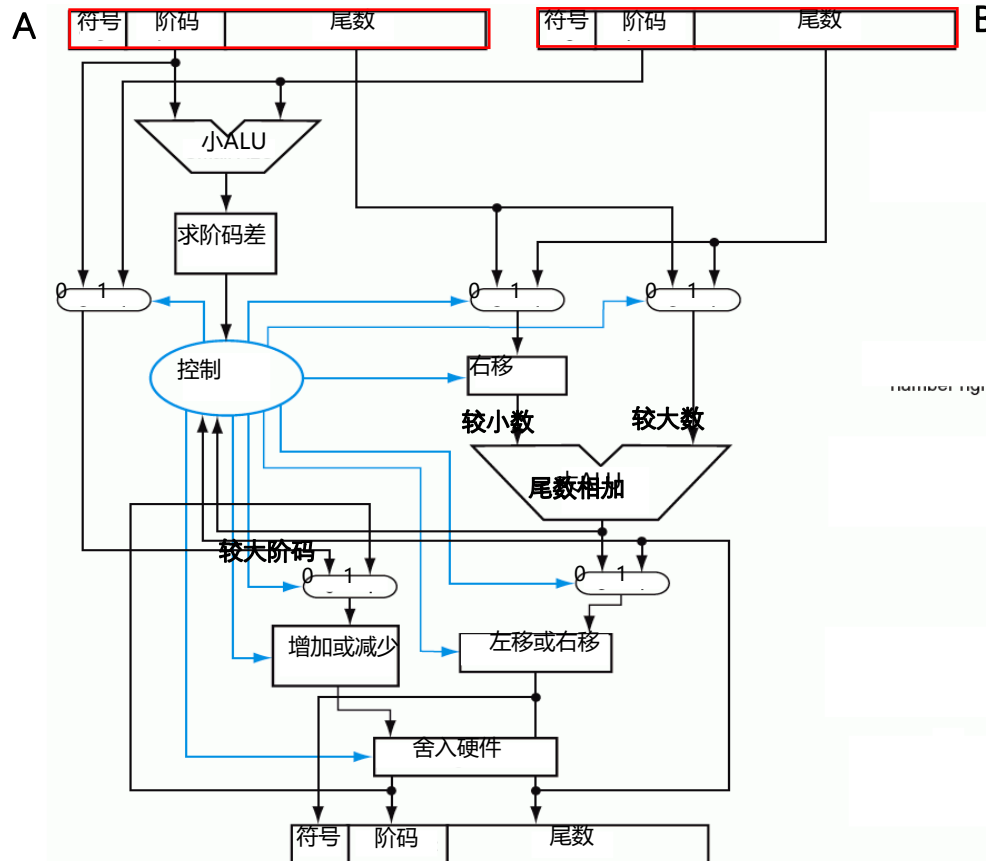 A
符号 阶码 尾数
符号 阶码 尾数
B
小ALU
求阶码差
0 1
0 1
0 1
控制
右移
较小数
较大数
尾数相加
较大阶码
0 1
0 1
增加或减少
左移或右移
舍入硬件
符号 阶码 尾数